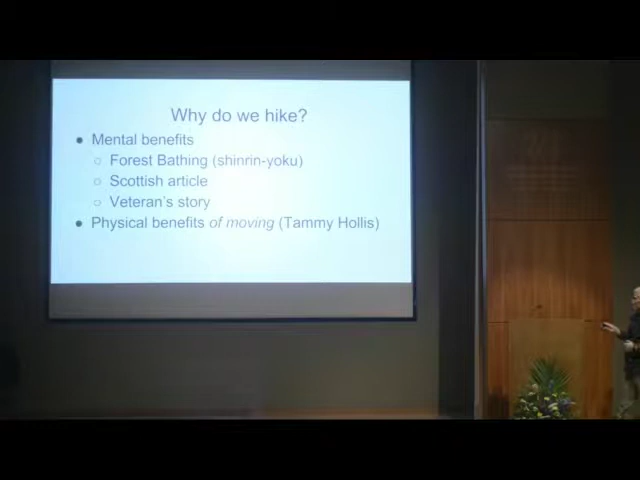 Why do we hike?
● Mental benefits
○ Forest Bathing (shinrin-yoku)
○ Scottish article
○ Veteran's story
● Physical benefits of moving (Tammy Hollis)